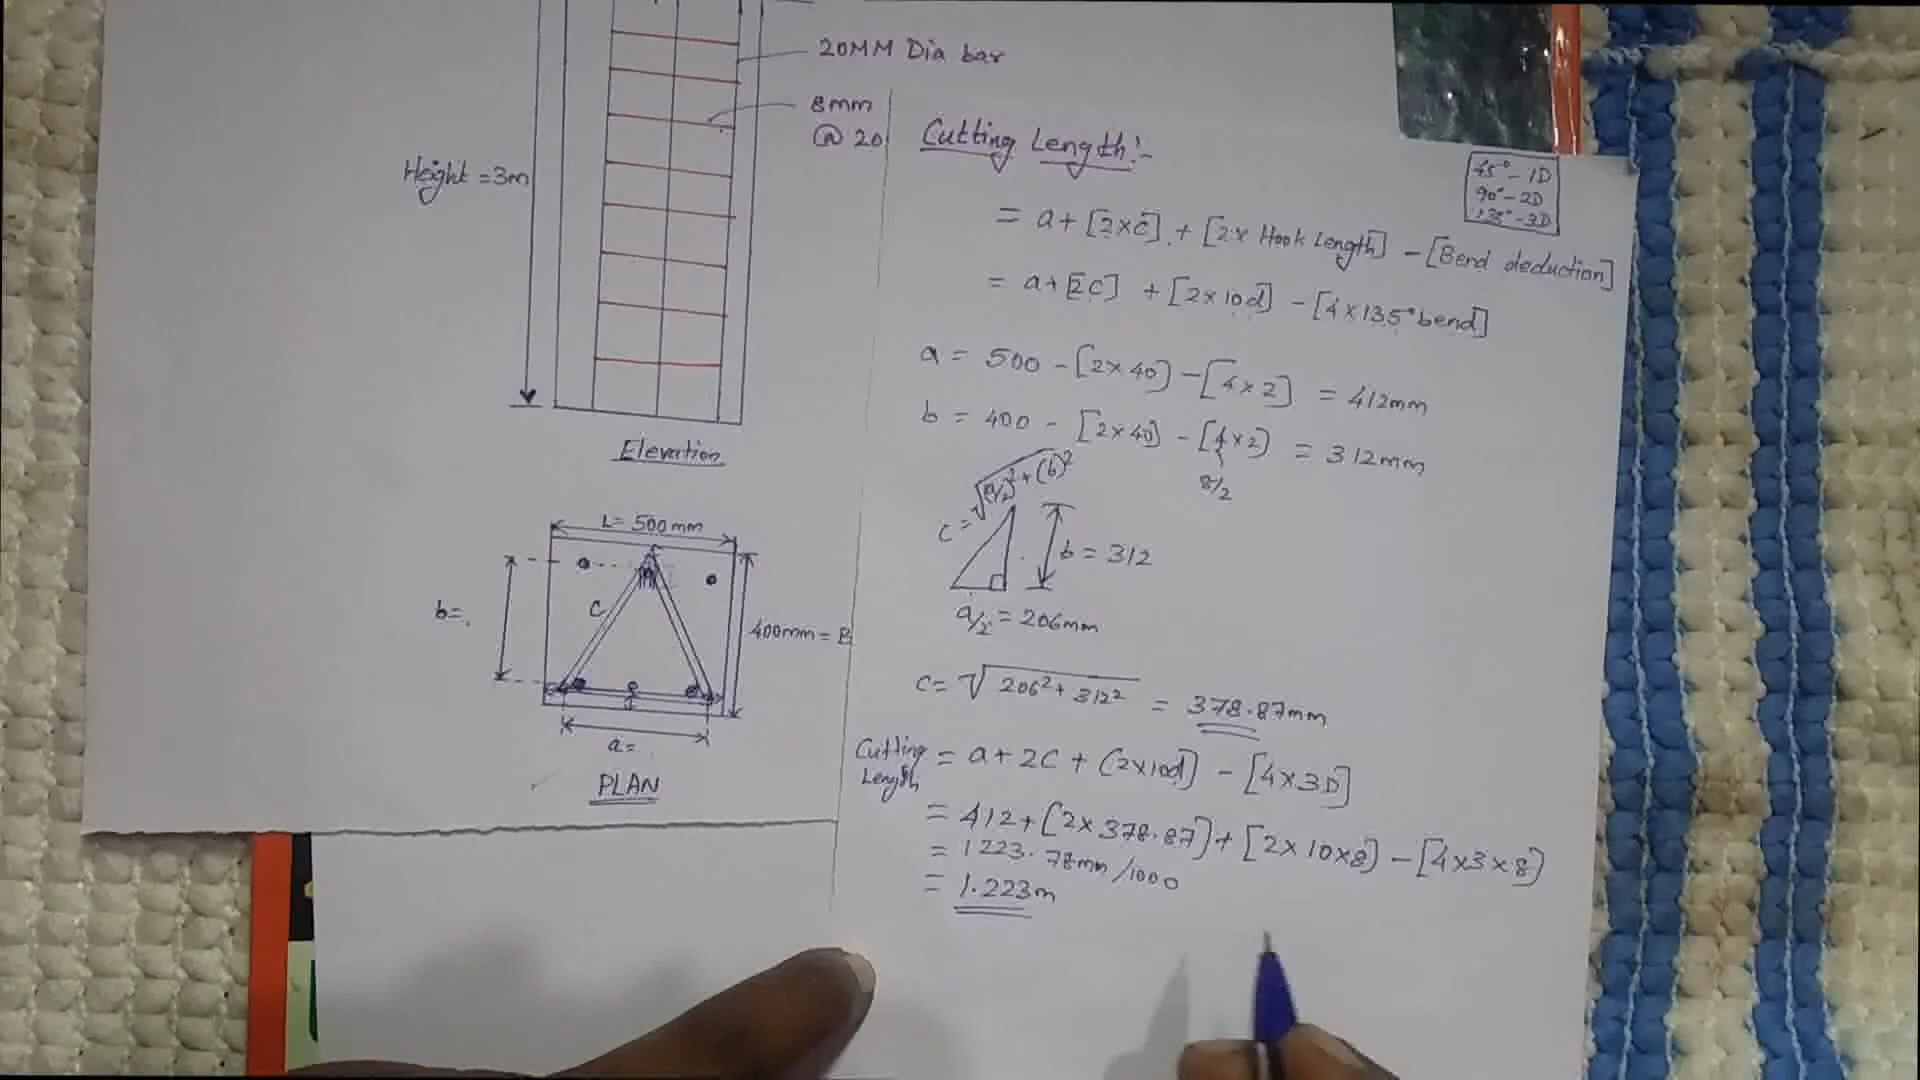 20MM Dia bar
8mm
@ 20
Height = 3m
Elevation
L= 500mm
b=
c
400mm = B
a=
PLAN
Cutting Length:-
45° - 1D
90° - 2D
135° - 3D
= a + [2×c] + [2× Hook Length] - [Bend deduction]
= a + [2c] + [2×10d] - [4×135° bend]
a = 500 - [2×40] - [4×2] = 412mm
b = 400 - [2×40] - [4×2] = 312mm
8/2
c = √(a/2)² + (b)²
b = 312
a/2 = 206mm
c = √206² + 312² = 378.87mm
Cutting Length = a + 2c + (2×10d] - [4×3D]
= 412 + [2×378.87] + [2×10×8] - [4×3×8]
= 1223.78mm /1000
= 1.223m